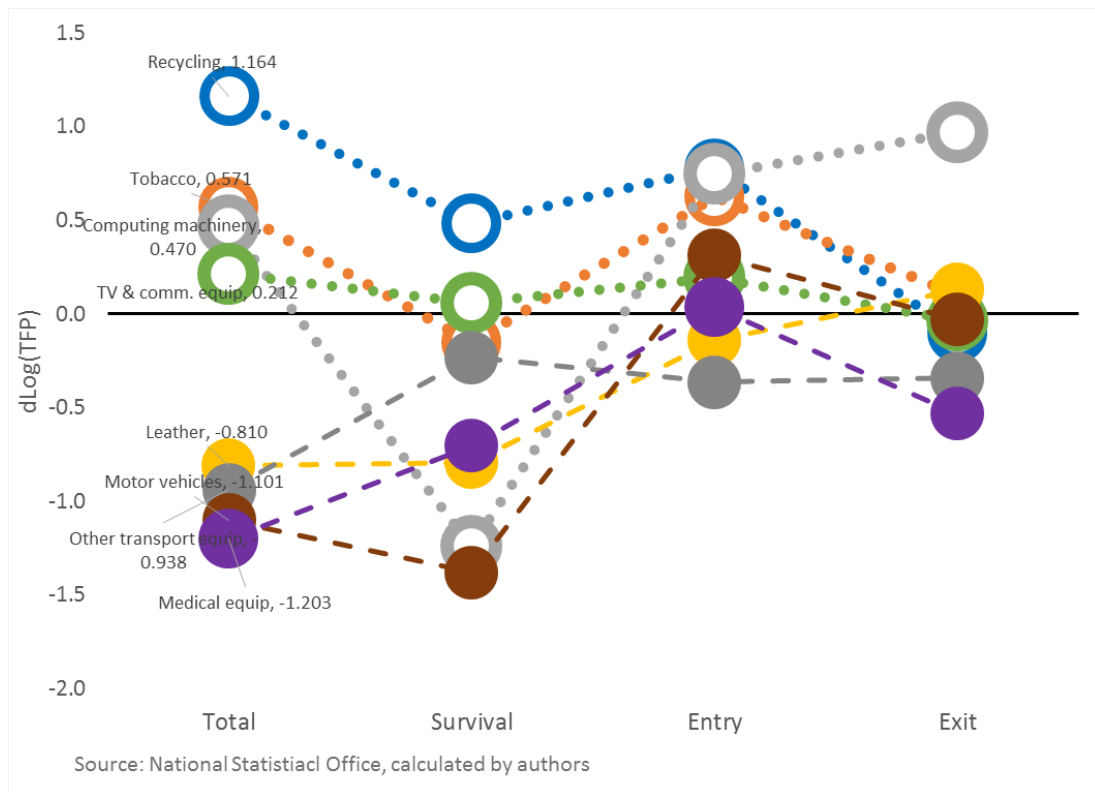 1.5
Recycling, 1.164
1.0
Tobacco, 0.571
0.5
Computing machinery,
0.470
TV & comm. equip, 0.212
0.0
dLog(TFP)
-0.5
Leather, -0.810
-1.0
Motor vehicles, -1.101
Other transport equip, -
0.938
Medical equip, -1.203
-1.5
-2.0
Total Survival Entry Exit
Source: National Statistiacl Office, calculated by authors